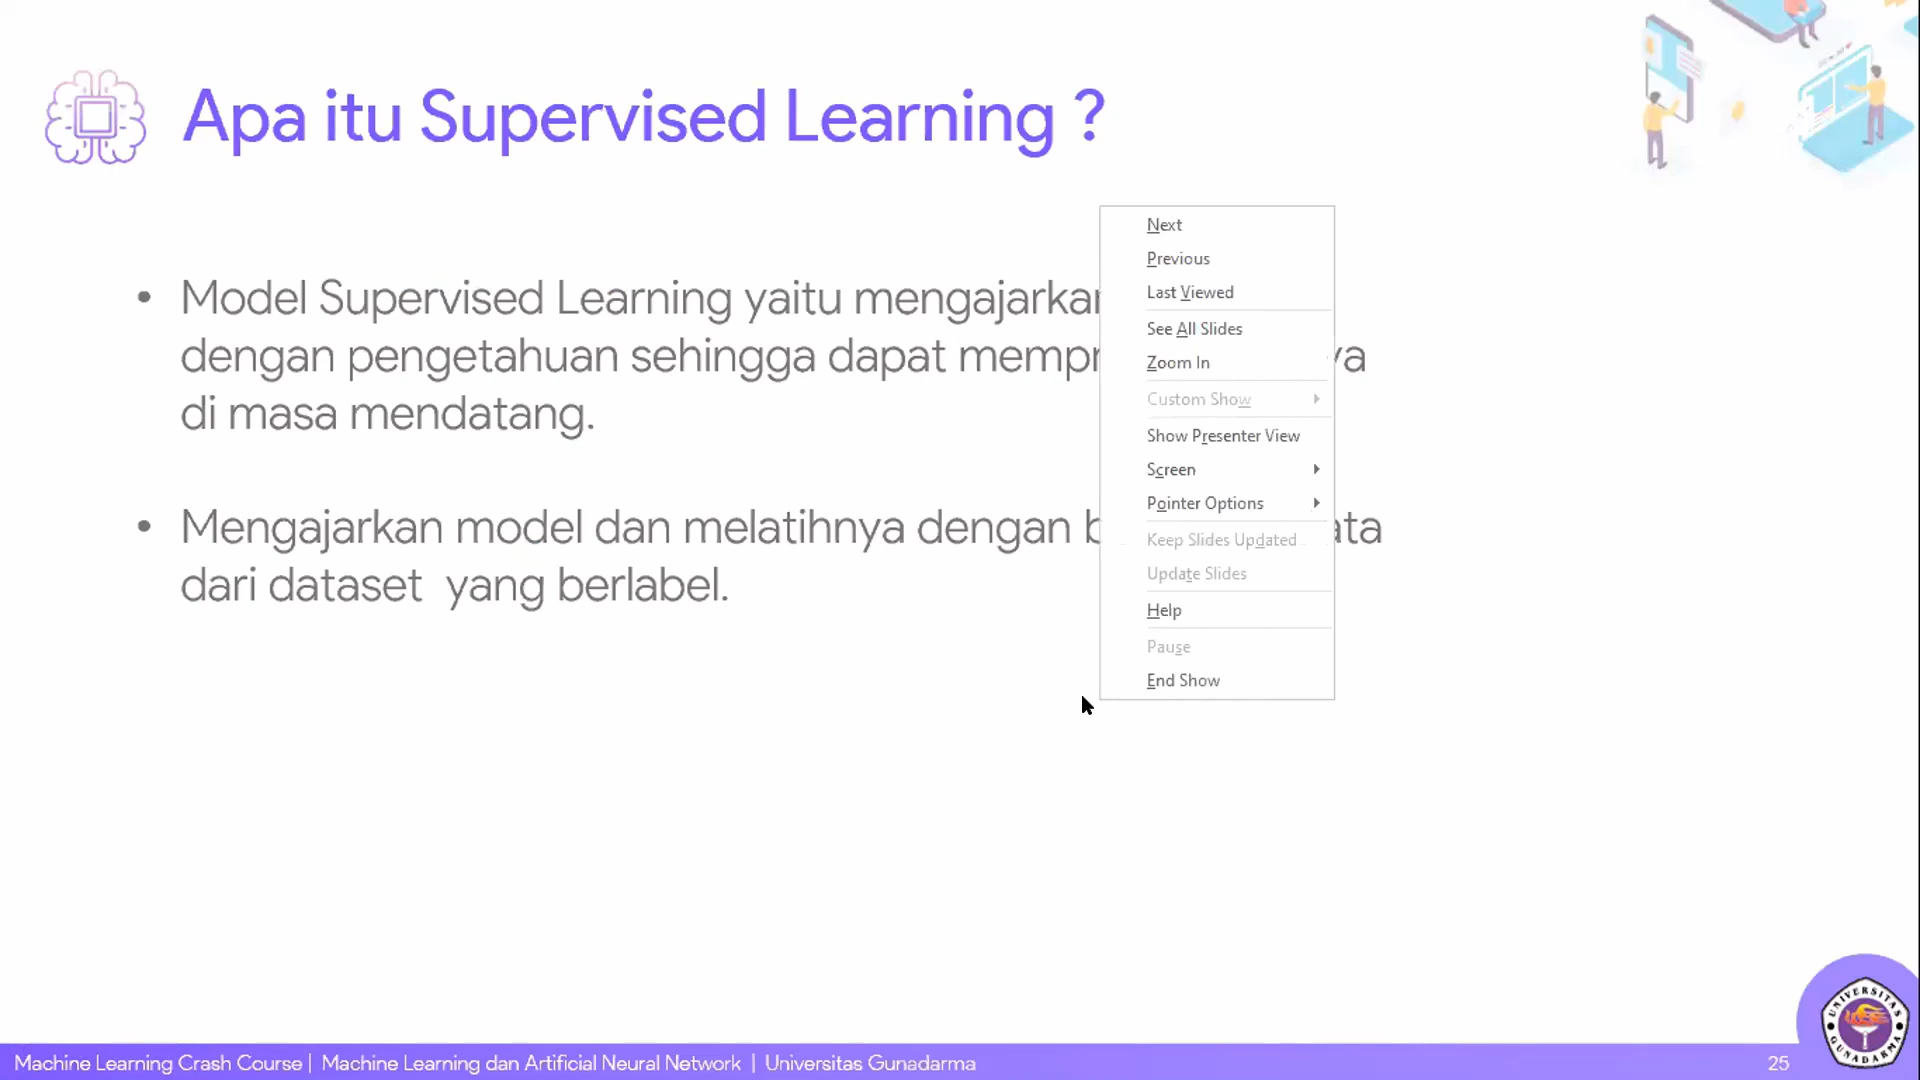 Apa itu Supervised Learning ?
• Model Supervised Learning yaitu mengajarkan
dengan pengetahuan sehingga dapat
di masa mendatang.
• Mengajarkan model dan melatihnya dengan
dari dataset yang berlabel.
Next
Previous
Last Viewed
See All Slides
Zoom In
Custom Show
Show Presenter View
Screen
Pointer Options
Keep Slides Updated
Update Slides
Help
Pause
End Show
Machine Learning Crash Course | Machine Learning dan Artificial Neural Network | Universitas Gunadarma
25
UNIVERSITAS
GUNADARMA